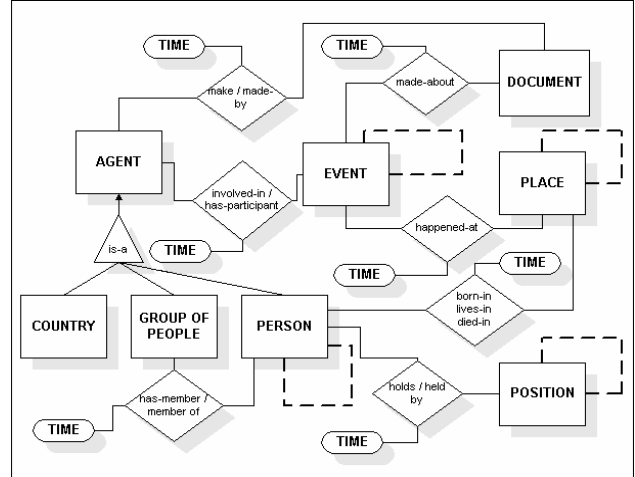 TIME
TIME
make / made-
by
made-about
DOCUMENT
AGENT
EVENT
PLACE
involved-in /
has-participant
happened-at
TIME
is-a
TIME
TIME
COUNTRY
GROUP OF
PEOPLE
PERSON
born-in
lives-in
died-in
has-member /
member of
holds / held
by
POSITION
TIME
TIME